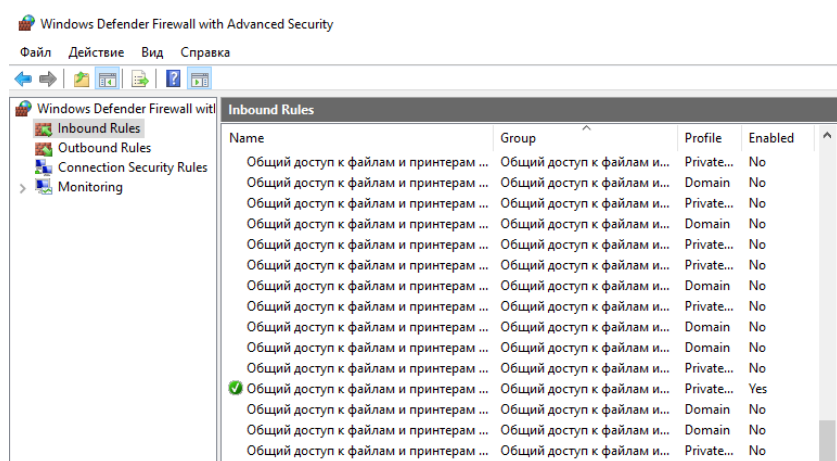 Windows Defender Firewall with Advanced Security
Файл Действие Вид Справка
Windows Defender Firewall witl
Inbound Rules
Outbound Rules
Connection Security Rules
Monitoring
Inbound Rules
Name Group Profile Enabled
Общий доступ к файлам и принтерам ... Общий доступ к файлам и... Private... No
Общий доступ к файлам и принтерам ... Общий доступ к файлам и... Domain No
Общий доступ к файлам и принтерам ... Общий доступ к файлам и... Private... No
Общий доступ к файлам и принтерам ... Общий доступ к файлам и... Domain No
Общий доступ к файлам и принтерам ... Общий доступ к файлам и... Private... No
Общий доступ к файлам и принтерам ... Общий доступ к файлам и... Private... No
Общий доступ к файлам и принтерам ... Общий доступ к файлам и... Domain No
Общий доступ к файлам и принтерам ... Общий доступ к файлам и... Private... No
Общий доступ к файлам и принтерам ... Общий доступ к файлам и... Domain No
Общий доступ к файлам и принтерам ... Общий доступ к файлам и... Domain No
Общий доступ к файлам и принтерам ... Общий доступ к файлам и... Private... No
Общий доступ к файлам и принтерам ... Общий доступ к файлам и... Private... Yes
Общий доступ к файлам и принтерам ... Общий доступ к файлам и... Domain No
Общий доступ к файлам и принтерам ... Общий доступ к файлам и... Domain No
Общий доступ к файлам и принтерам ... Общий доступ к файлам и... Private... No